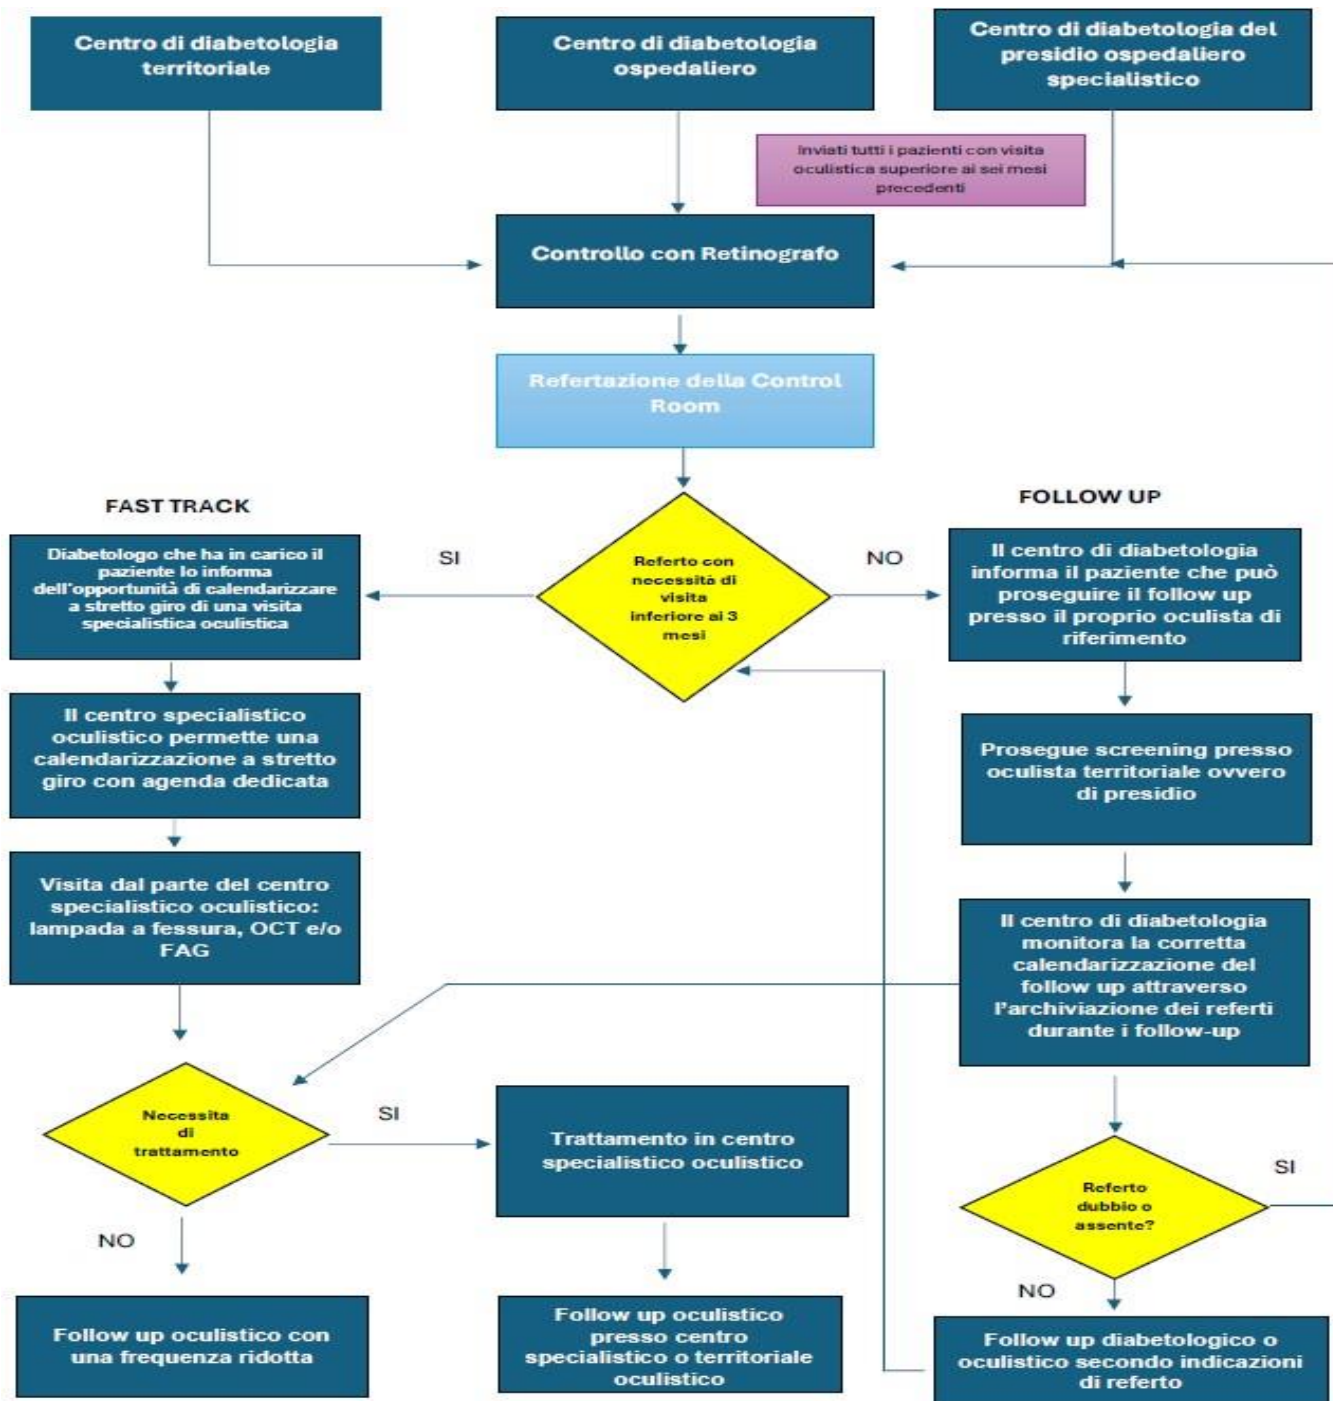 Centro di diabetologia
territoriale
Centro di diabetologia
ospedaliero
Centro di diabetologia del
presidio ospedaliero
specialistico
Inviati tutti i pazienti con visita
oculistica superiore ai sei mesi
precedenti
Controllo con Retinografo
Refertazione della Control
Room
FAST TRACK
FOLLOW UP
Diabetologo che ha in carico il
paziente lo informa
dell'opportunità di calendarizzare
a stretto giro di una visita
specialistica oculistica
SI
Referto con
necessità di
visita
inferiore ai 3
mesi
NO
Il centro di diabetologia
informa il paziente che può
proseguire il follow up
presso il proprio oculista di
riferimento
Il centro specialistico
oculistico permette una
calendarizzazione a stretto
giro con agenda dedicata
Prosegue screening presso
oculista territoriale ovvero
di presidio
Visita dal parte del centro
specialistico oculistico:
lampada a fessura, OCT e/o
FAG
Il centro di diabetologia
monitora la corretta
calendarizzazione del
follow up attraverso
l'archiviazione dei referti
durante i follow-up
Necessita
di
trattamento
SI
Trattamento in centro
specialistico oculistico
Referto
dubbio o
assente?
SI
NO
NO
Follow up oculistico con
una frequenza ridotta
Follow up oculistico
presso centro
specialistico o territoriale
oculistico
Follow up diabetologico o
oculistico secondo indicazioni
di referto